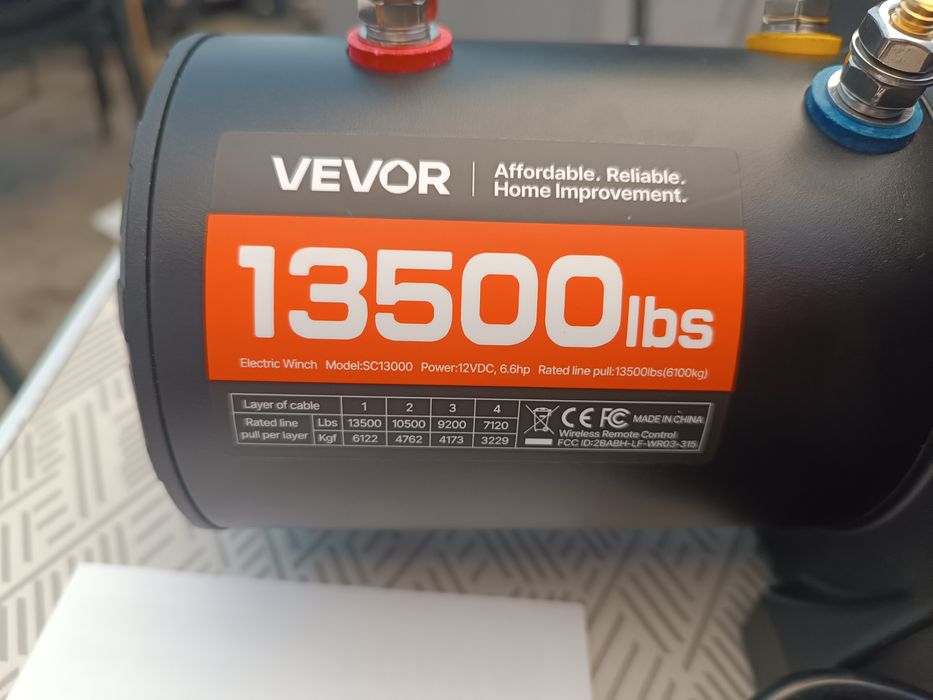 VEVOR
Affordable. Reliable.
Home Improvement.
13500lbs
Electric Winch Model:SC13000 Power:12VDC, 6.6hp Rated line pull:13500lbs(6100kg)
Layer of cable 1 2 3 4
Rated line pull per layer Lbs 13500 10500 9200 7120
Kgf 6122 4762 4173 3229
CE FC MADE IN CHINA
Wireless Remote Control
FCC ID:2BABH-LF-WR03-315